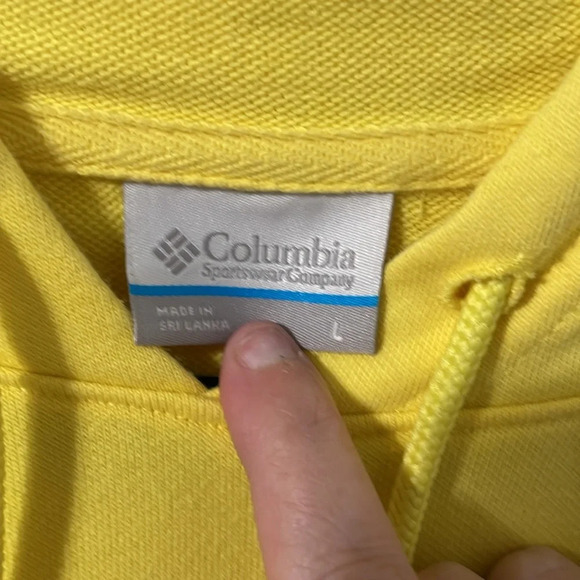 Columbia
Sportswear Company
MADE IN
SRI LANKA
L